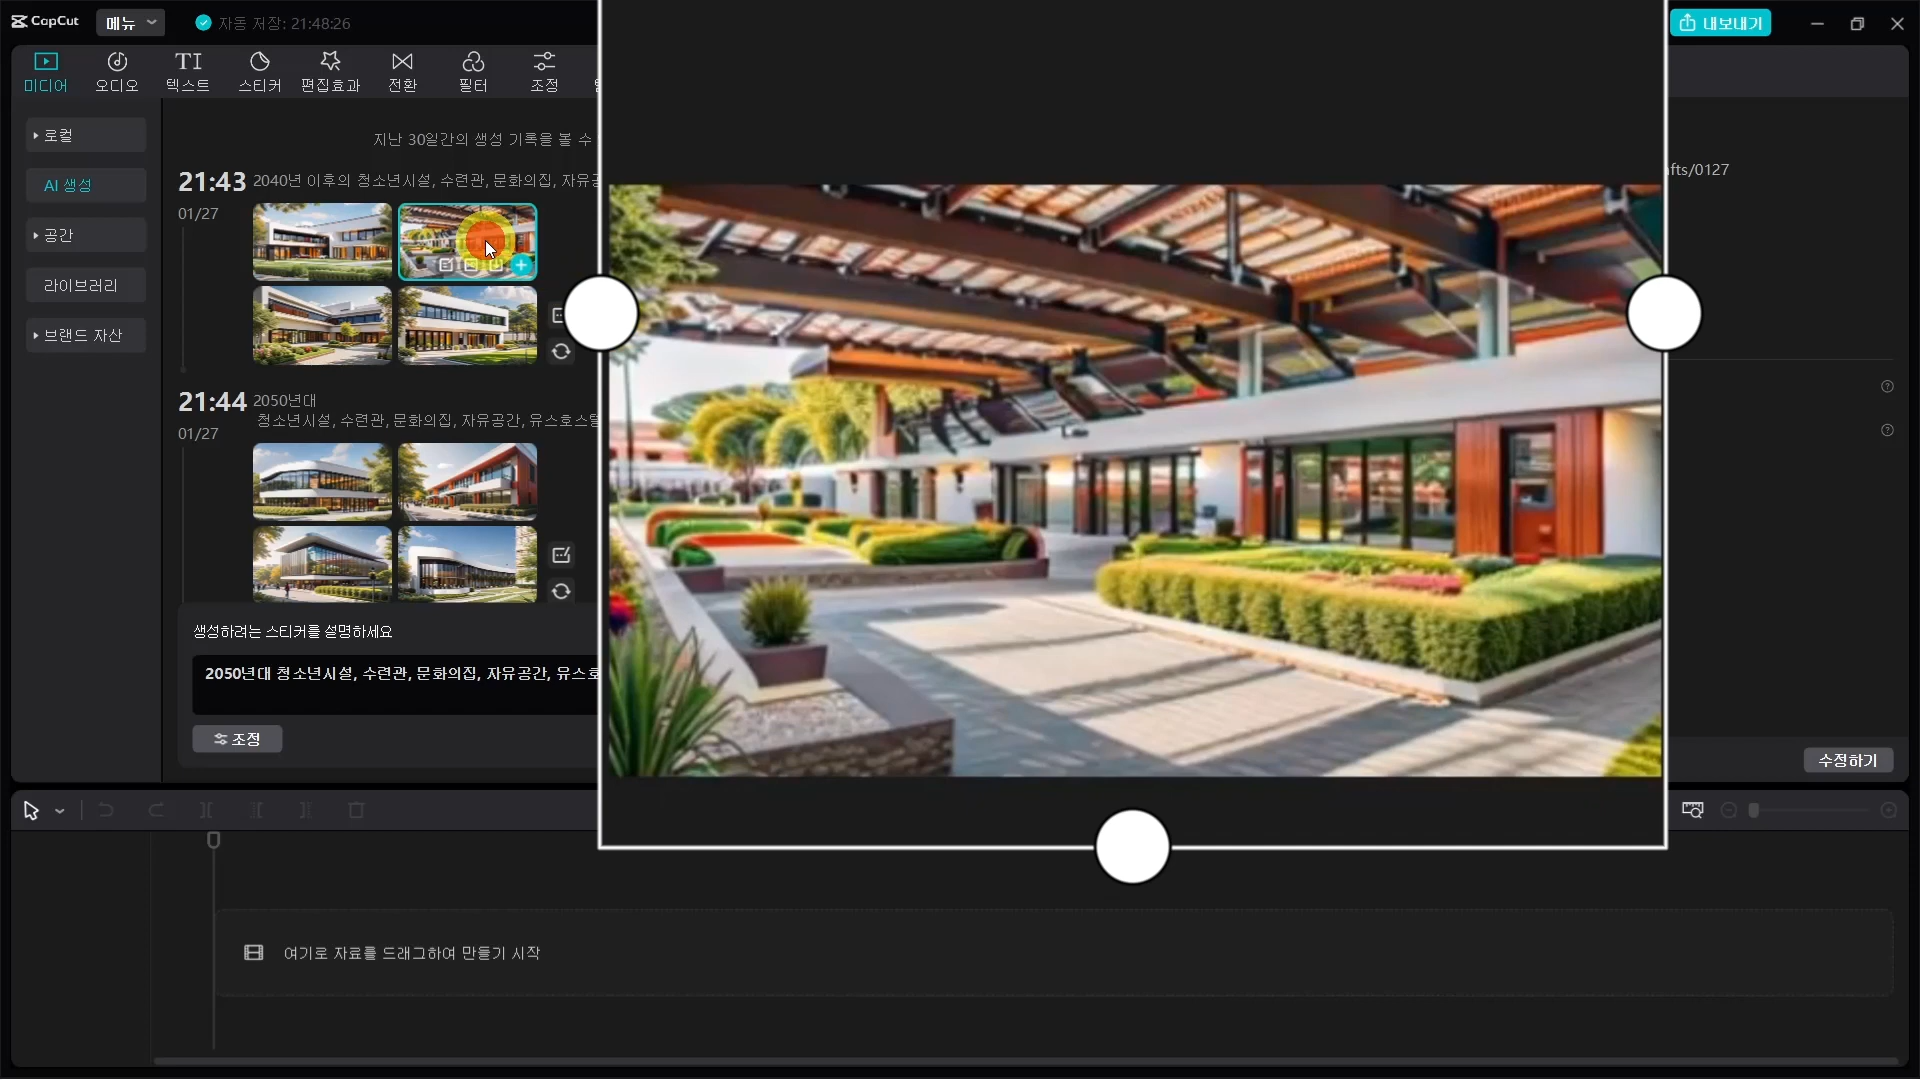 CapCut
메뉴
자동 저장: 21:48:26
내보내기
미디어
오디오
텍스트
스티커
편집효과
전환
필터
조정
로컬
AI 생성
공간
라이브러리
브랜드 자산
지난 30일간의 생성 기록을 볼 수
21:43
01/27
2040년 이후의 청소년시설, 수련관, 문화의집,
21:44
01/27
2050년대
청소년시설, 수련관, 문화의집, 자유공간, 유스호스텔
생성하려는 스티커를 설명하세요
2050년대 청소년시설, 수련관, 문화의집, 자유공간,
조정
fts/0127
수정하기
여기로 자료를 드래그하여 만들기 시작